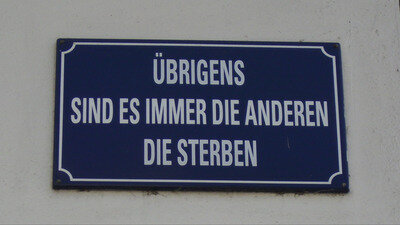 ÜBRIGENS
SIND ES IMMER DIE ANDEREN
DIE STERBEN